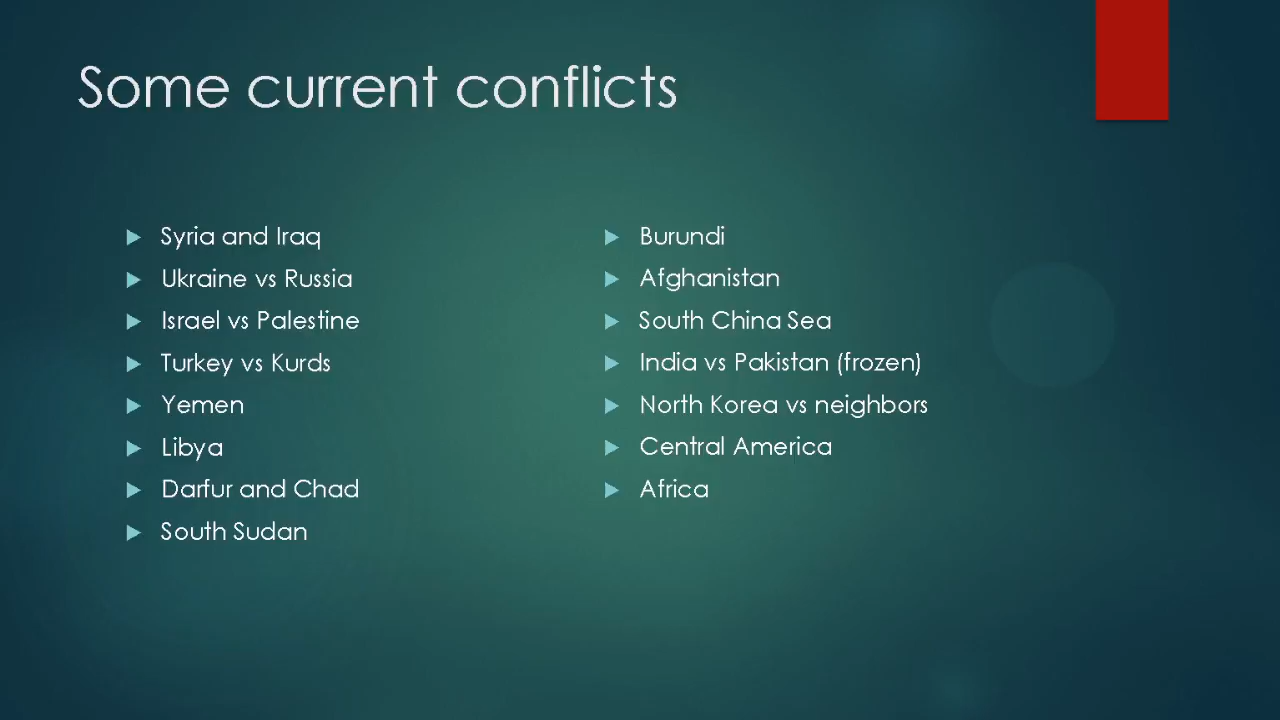 Some current conflicts
Syria and Iraq
Ukraine vs Russia
Israel vs Palestine
Turkey vs Kurds
Yemen
Libya
Darfur and Chad
South Sudan
Burundi
Afghanistan
South China Sea
India vs Pakistan (frozen)
North Korea vs neighbors
Central America
Africa